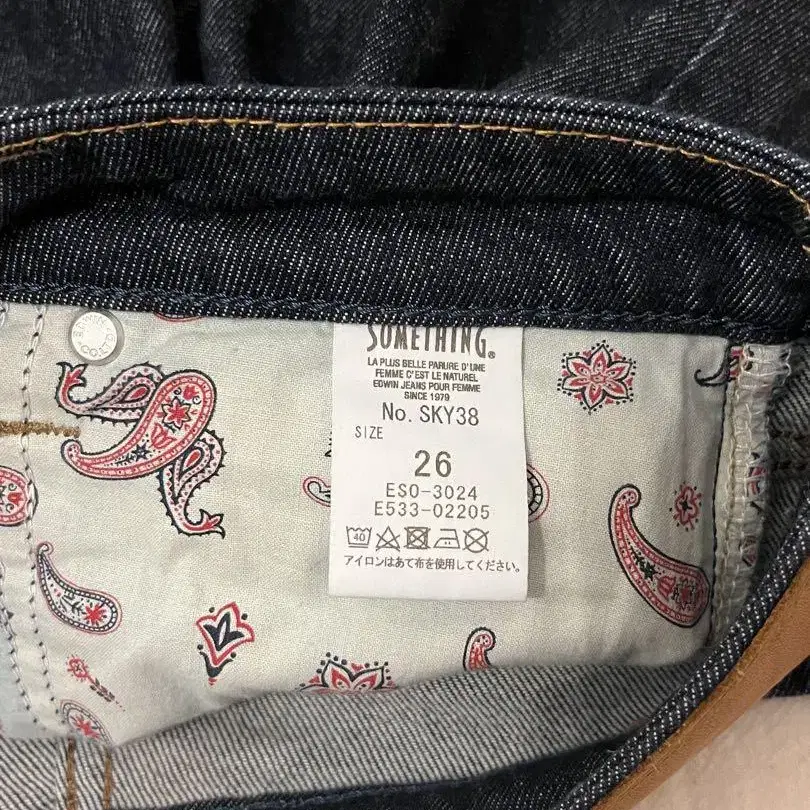 SOMETHING®
LA PLUS BELLE PARURE D'UNE
FEMME C'EST LE NATUREL
EDWIN JEANS POUR FEMME
SINCE 1979
No. SKY38
SIZE
26
ESO-3024
E533-02205
40
アイロンはあて布を使用してください。